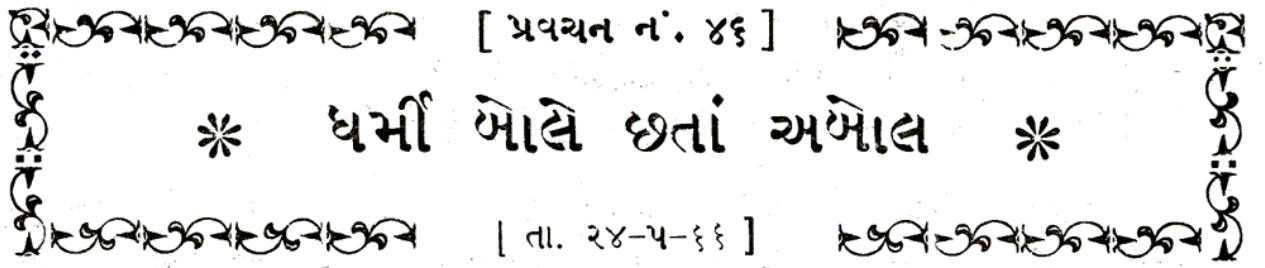 [ પ્રવચન નં. ૪૬ ]
* ધર્મી બોલે છતાં અબોલ *
[ તા. ૨૪-૫-૬૬ ]